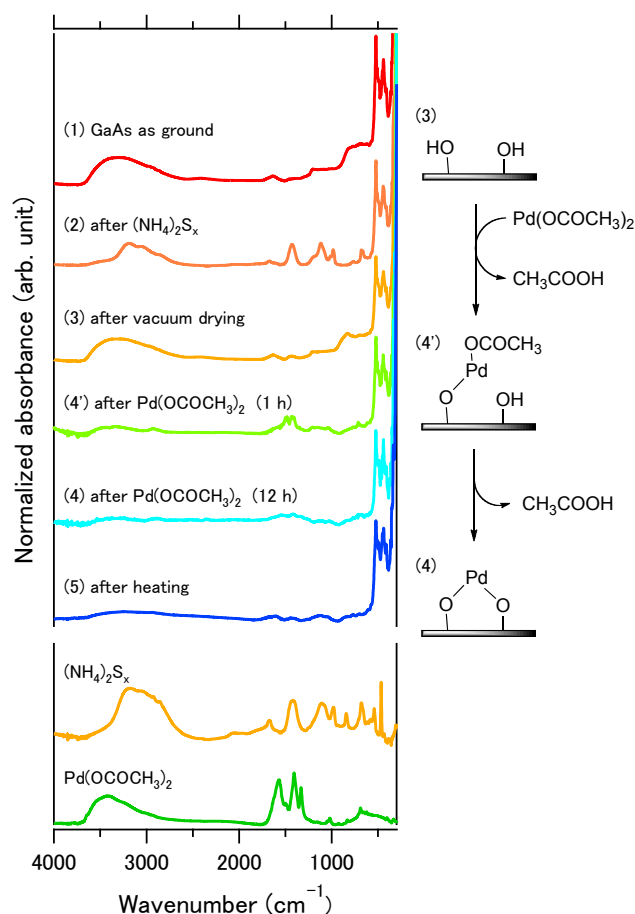 (1) GaAs as ground
(2) after (NH₄)₂Sₓ
(3) after vacuum drying
(4') after Pd(OCOCH₃)₂ (1 h)
(4) after Pd(OCOCH₃)₂ (12 h)
(5) after heating
(NH₄)₂Sₓ
Pd(OCOCH₃)₂
Normalized absorbance (arb. unit)
4000 3000 2000 1000
Wavenumber (cm⁻¹)
(3)
HO OH
Pd(OCOCH₃)₂
CH₃COOH
(4')
OCOCH₃
Pd
O OH
CH₃COOH
(4)
Pd
O O